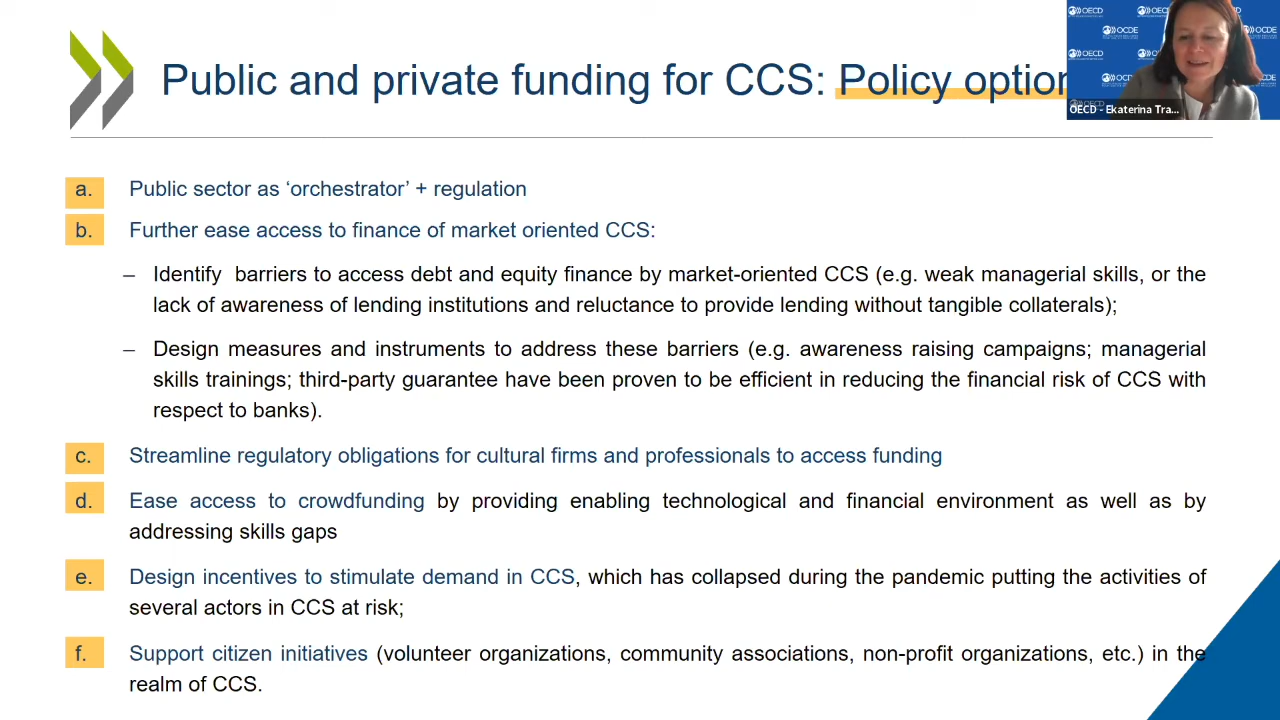 OECD
OECD
OCDE
OCDE
OECD
OCDE
OCDE
OECD
OECD - Ekaterina Tra...
Public and private funding for CCS: Policy option
a. Public sector as ‘orchestrator’ + regulation
b. Further ease access to finance of market oriented CCS:
– Identify barriers to access debt and equity finance by market-oriented CCS (e.g. weak managerial skills, or the
lack of awareness of lending institutions and reluctance to provide lending without tangible collaterals);
– Design measures and instruments to address these barriers (e.g. awareness raising campaigns; managerial
skills trainings; third-party guarantee have been proven to be efficient in reducing the financial risk of CCS with
respect to banks).
c. Streamline regulatory obligations for cultural firms and professionals to access funding
d. Ease access to crowdfunding by providing enabling technological and financial environment as well as by
addressing skills gaps
e. Design incentives to stimulate demand in CCS, which has collapsed during the pandemic putting the activities of
several actors in CCS at risk;
f. Support citizen initiatives (volunteer organizations, community associations, non-profit organizations, etc.) in the
realm of CCS.